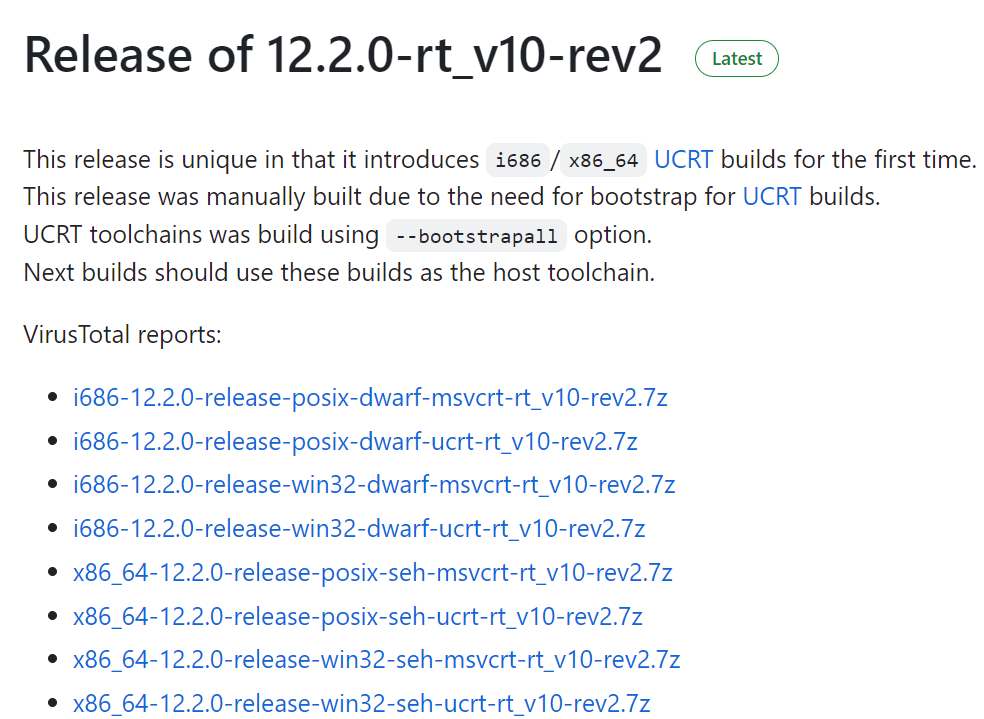 Release of 12.2.0-rt_v10-rev2 Latest
This release is unique in that it introduces i686/x86_64 UCRT builds for the first time.
This release was manually built due to the need for bootstrap for UCRT builds.
UCRT toolchains was build using --bootstrapall option.
Next builds should use these builds as the host toolchain.
VirusTotal reports:
• i686-12.2.0-release-posix-dwarf-msvcrt-rt_v10-rev2.7z
• i686-12.2.0-release-posix-dwarf-ucrt-rt_v10-rev2.7z
• i686-12.2.0-release-win32-dwarf-msvcrt-rt_v10-rev2.7z
• i686-12.2.0-release-win32-dwarf-ucrt-rt_v10-rev2.7z
• x86_64-12.2.0-release-posix-seh-msvcrt-rt_v10-rev2.7z
• x86_64-12.2.0-release-posix-seh-ucrt-rt_v10-rev2.7z
• x86_64-12.2.0-release-win32-seh-msvcrt-rt_v10-rev2.7z
• x86_64-12.2.0-release-win32-seh-ucrt-rt_v10-rev2.7z